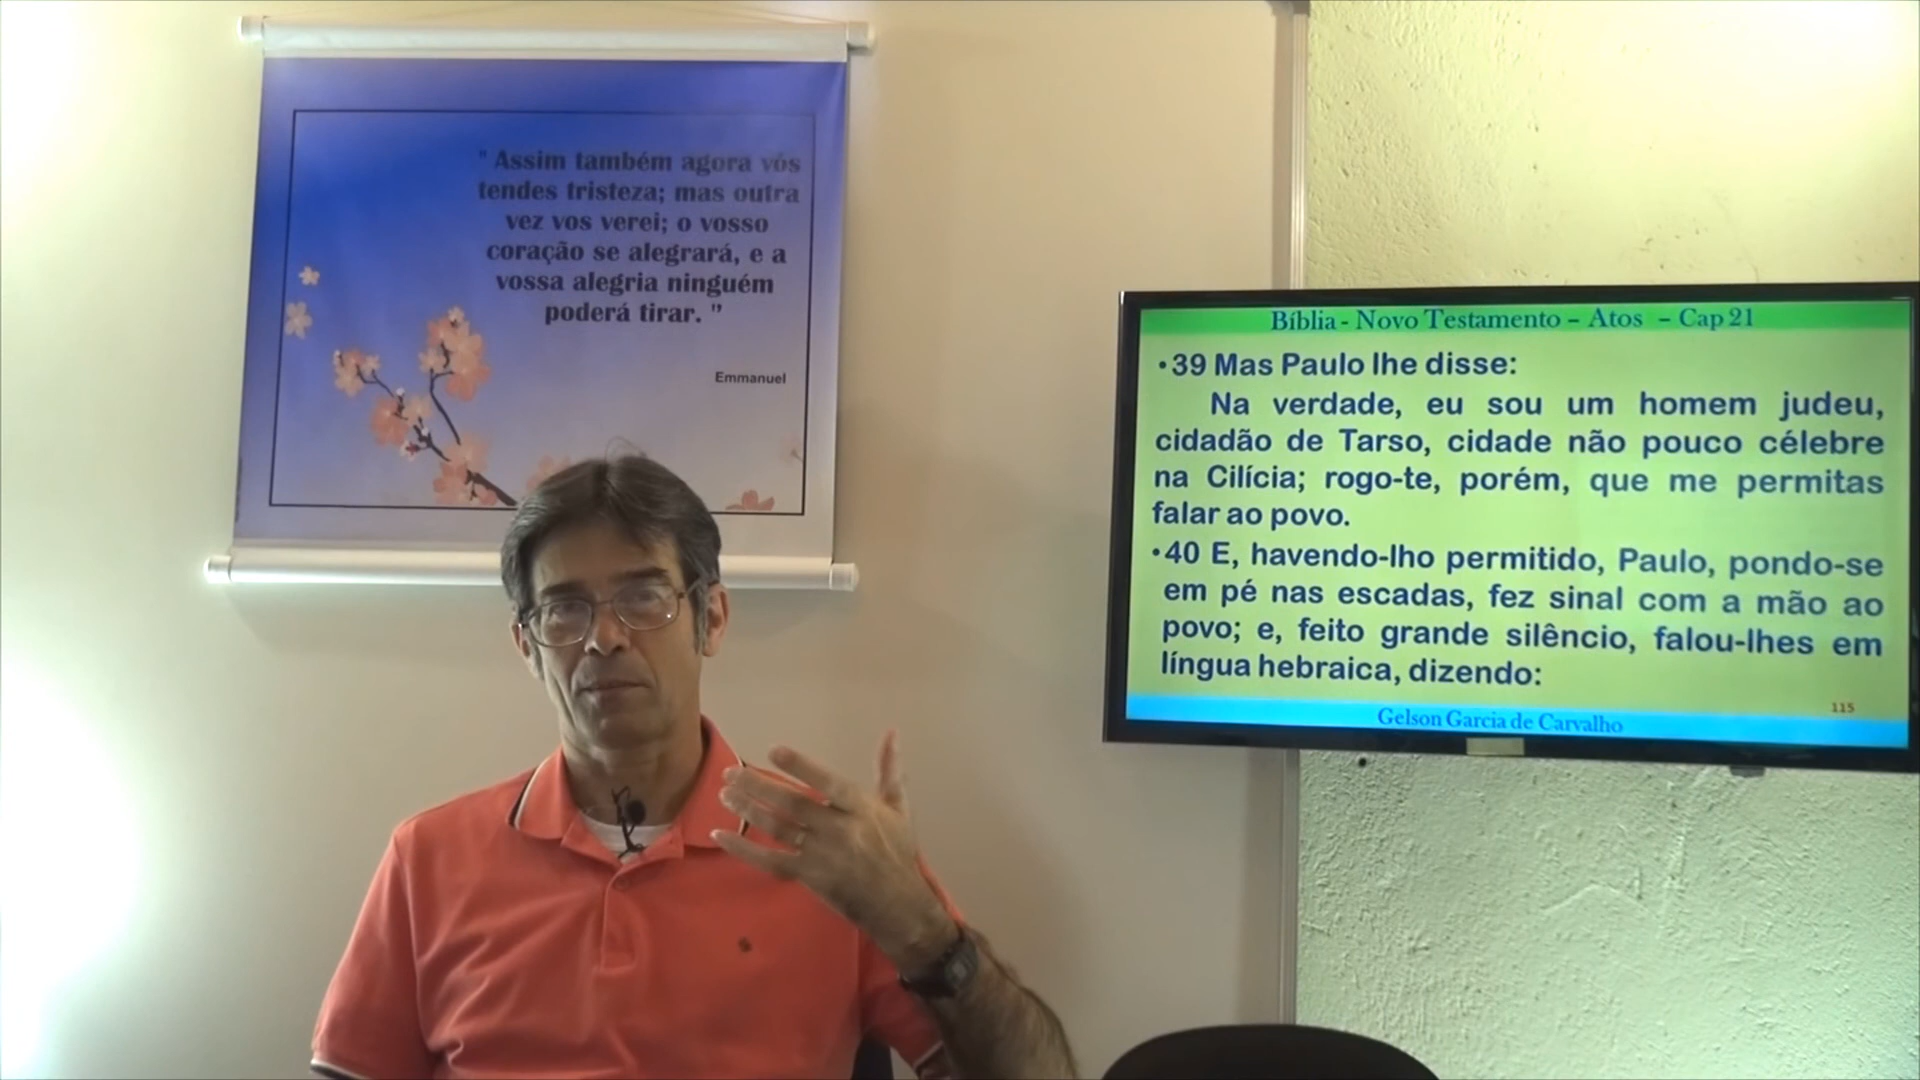 " Assim também agora vós
tendes tristeza; mas outra
vez vos verei; o vosso
coração se alegrará, e a
vossa alegria ninguém
poderá tirar. "
Emmanuel
Bíblia - Novo Testamento – Atos – Cap 21
•39 Mas Paulo lhe disse:
Na verdade, eu sou um homem judeu,
cidadão de Tarso, cidade não pouco célebre
na Cilícia; rogo-te, porém, que me permitas
falar ao povo.
•40 E, havendo-lho permitido, Paulo, pondo-se
em pé nas escadas, fez sinal com a mão ao
povo; e, feito grande silêncio, falou-lhes em
língua hebraica, dizendo:
115
Gelson Garcia de Carvalho